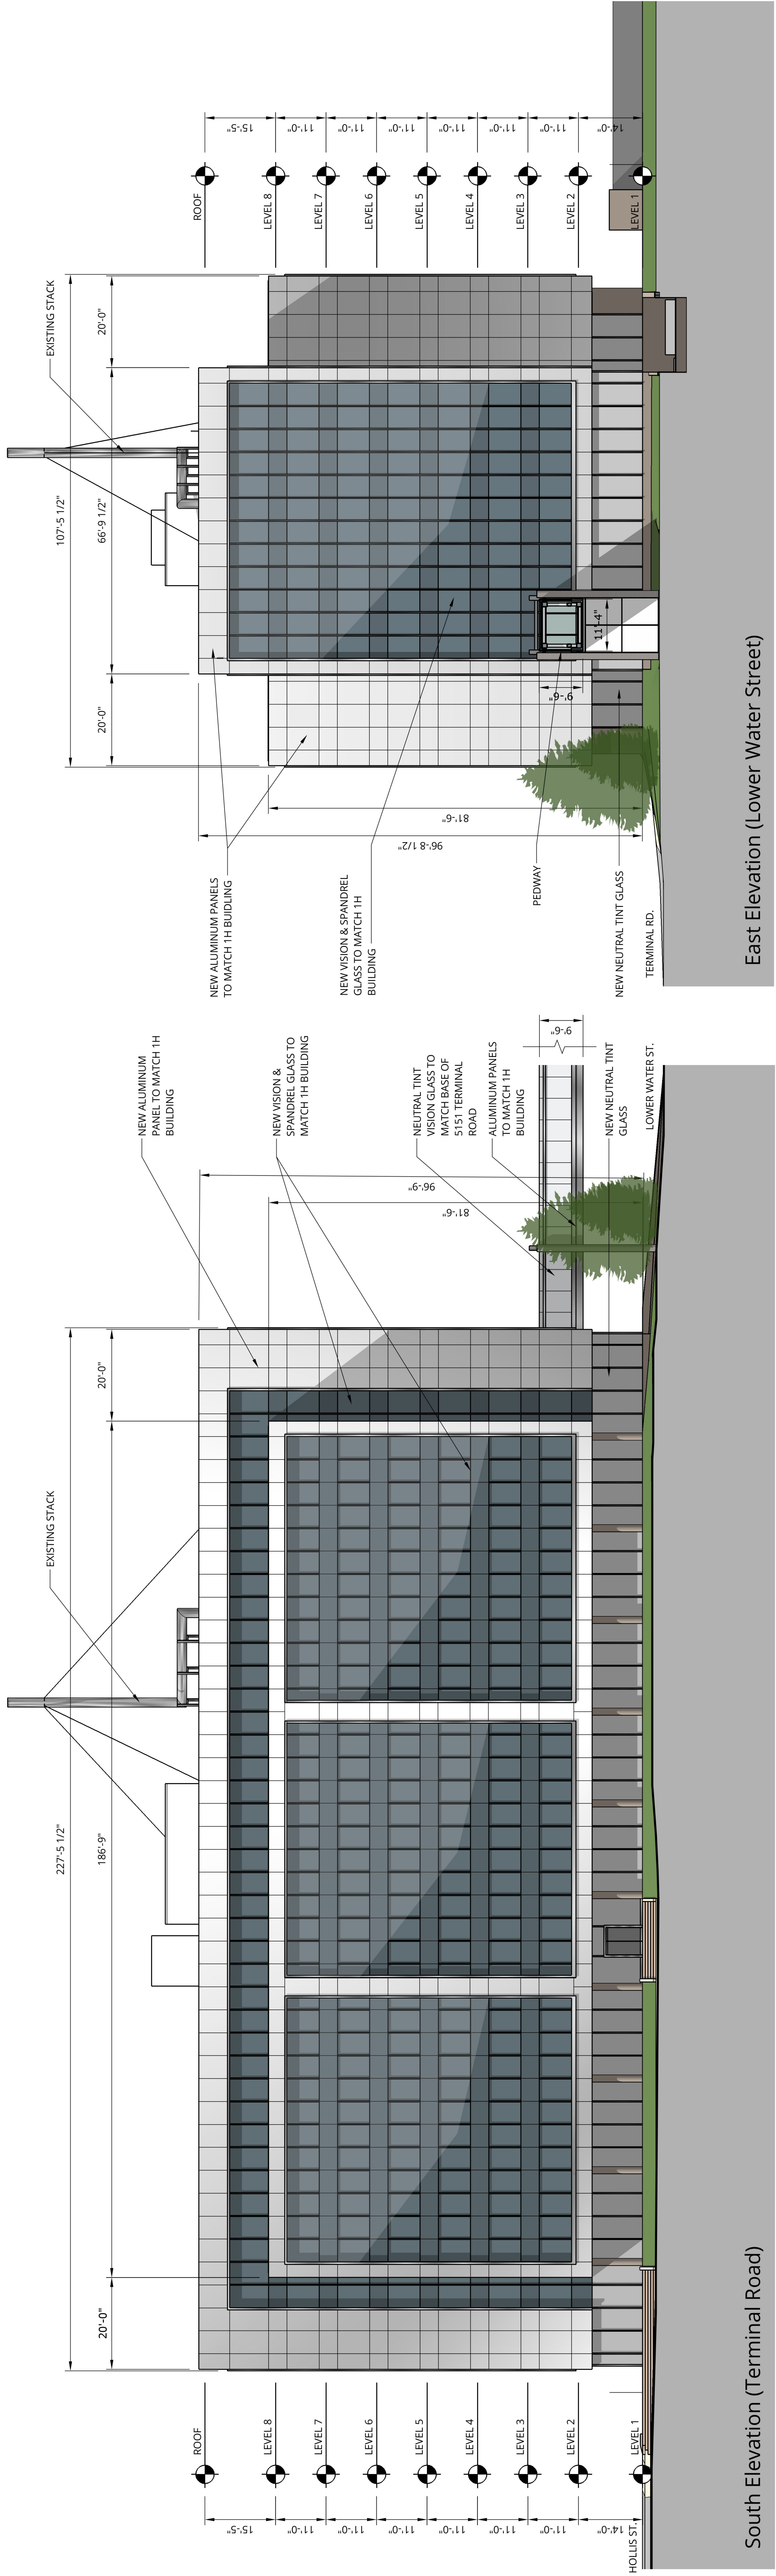 EXISTING STACK
227'-5 1/2"
20'-0"
186'-9"
20'-0"
NEW ALUMINUM
PANEL TO MATCH 1H
BUILDING
NEW VISION &
SPANDREL GLASS TO
MATCH 1H BUILDING
NEUTRAL TINT
VISION GLASS TO
MATCH BASE OF
5151 TERMINAL
ROAD
ALUMINUM PANELS
TO MATCH 1H
BUILDING
NEW NEUTRAL TINT
GLASS
LOWER WATER ST.
96'-9"
81'-6"
9'-6"
ROOF
LEVEL 8
LEVEL 7
LEVEL 6
LEVEL 5
LEVEL 4
LEVEL 3
LEVEL 2
LEVEL 1
15'-5"
11'-0"
11'-0"
11'-0"
11'-0"
11'-0"
11'-0"
14'-0"
HOLLIS ST.
South Elevation (Terminal Road)
EXISTING STACK
107'-5 1/2"
20'-0"
66'-9 1/2"
20'-0"
NEW ALUMINUM PANELS
TO MATCH 1H BUIDLING
NEW VISION & SPANDREL
GLASS TO MATCH 1H
BUILDING
PEDWAY
NEW NEUTRAL TINT GLASS
TERMINAL RD.
96'-8 1/2"
81'-6"
9'-6"
11'-4"
ROOF
LEVEL 8
LEVEL 7
LEVEL 6
LEVEL 5
LEVEL 4
LEVEL 3
LEVEL 2
LEVEL 1
15'-5"
11'-0"
11'-0"
11'-0"
11'-0"
11'-0"
11'-0"
14'-0"
East Elevation (Lower Water Street)